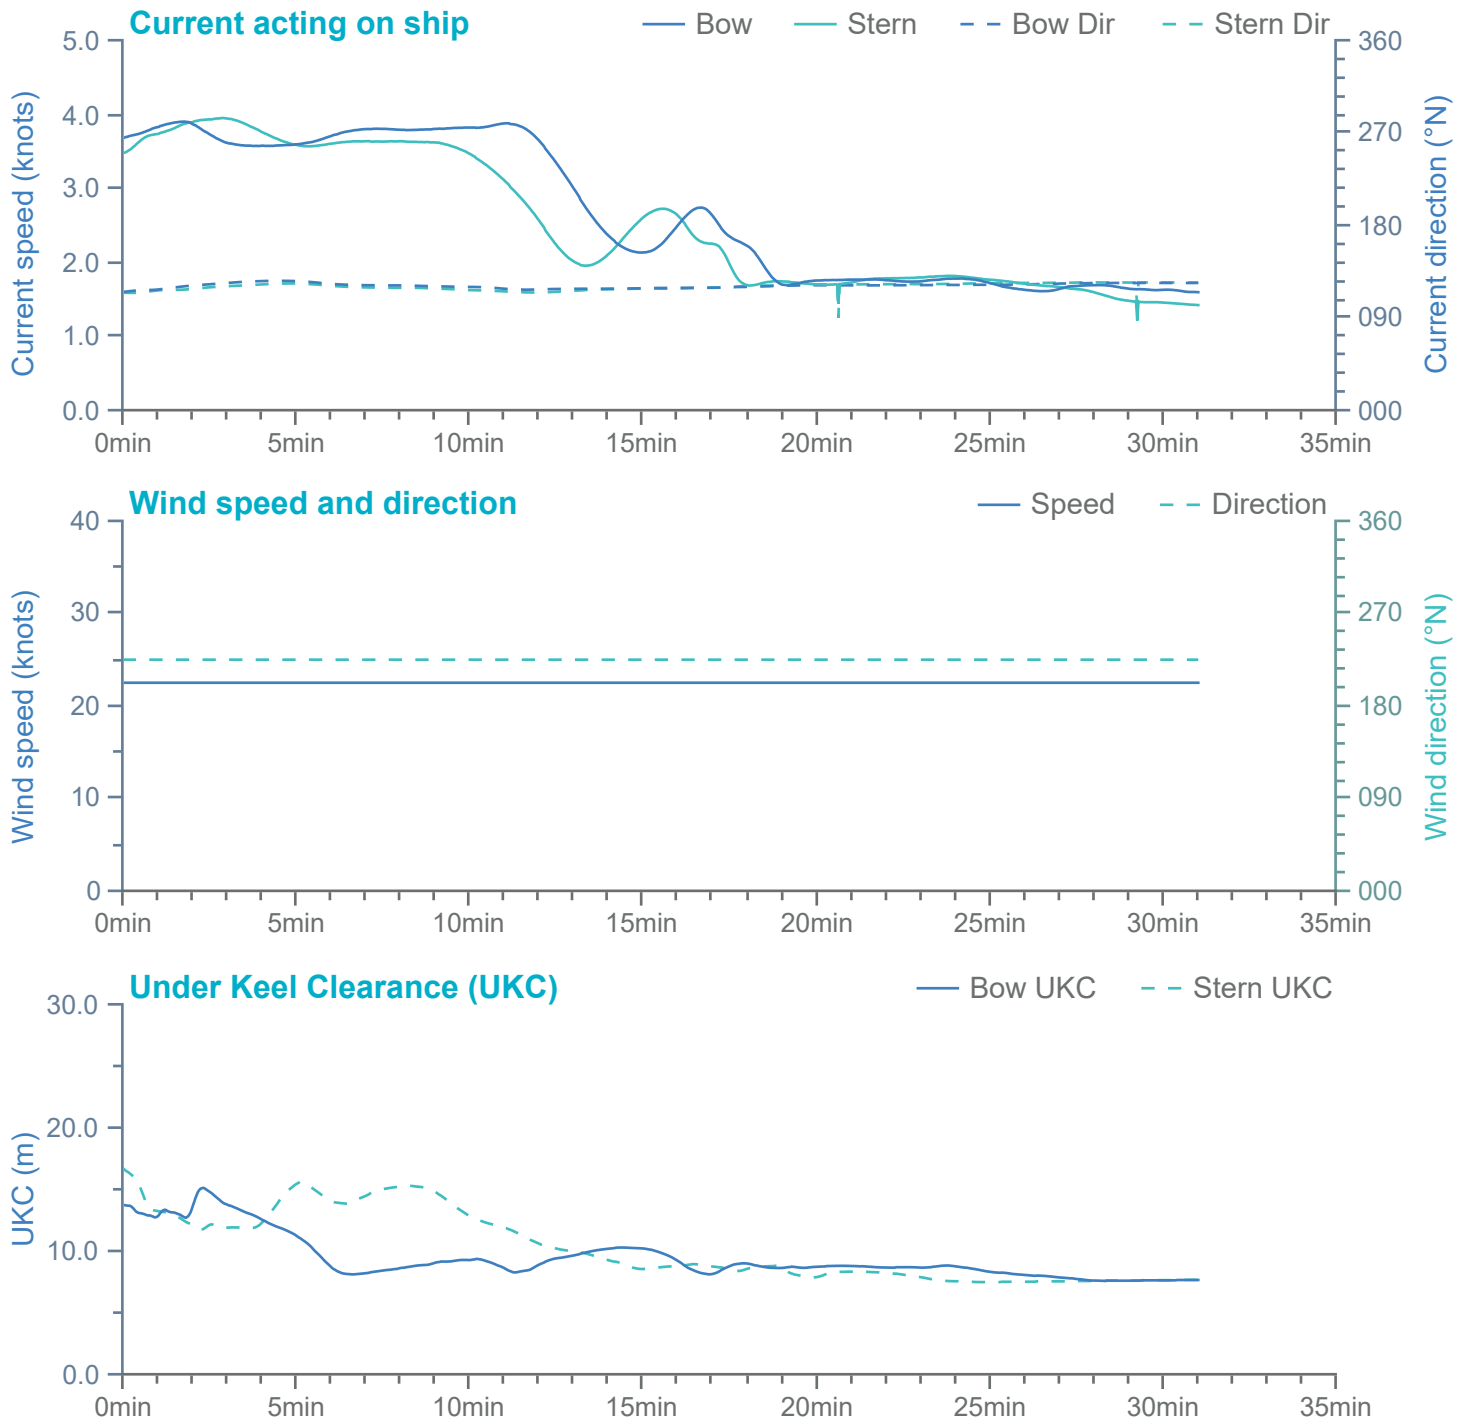 Current acting on ship
Bow
Stern
Bow Dir
Stern Dir
Current speed (knots)
5.0
4.0
3.0
2.0
1.0
0.0
360
270
180
090
000
Current direction (°N)
0min 5min 10min 15min 20min 25min 30min 35min
Wind speed and direction
Speed
Direction
Wind speed (knots)
40
30
20
10
0
360
270
180
090
000
Wind direction (°N)
0min 5min 10min 15min 20min 25min 30min 35min
Under Keel Clearance (UKC)
Bow UKC
Stern UKC
UKC (m)
30.0
20.0
10.0
0.0
0min 5min 10min 15min 20min 25min 30min 35min